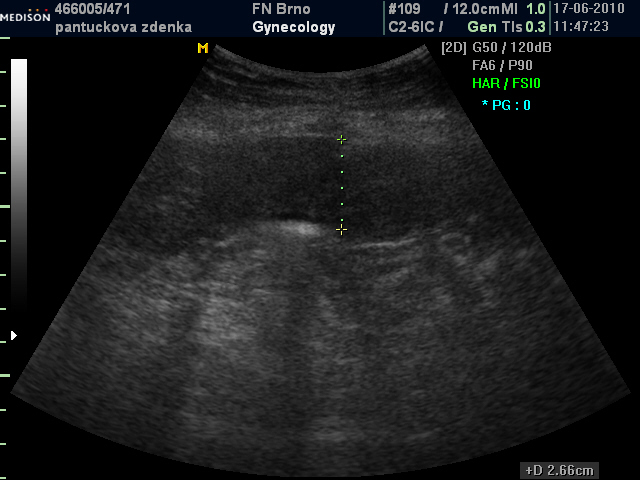 MEDISON
466005/471 FN Brno #109 / 12.0cm MI 1.0 17-06-2010
pantuckova zdenka Gynecology C2-6IC / Gen TIs 0.3 11:47:23
M
[2D] G50 / 120dB
FA6 / P90
HAR / FSI0
* PG : 0
+D 2.66cm